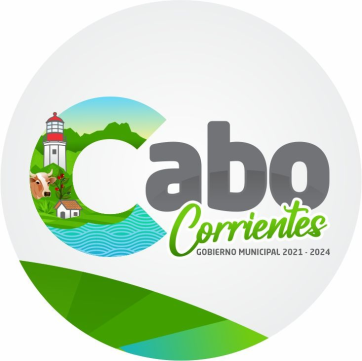 Cabo
Corrientes
GOBIERNO MUNICIPAL 2021 - 2024